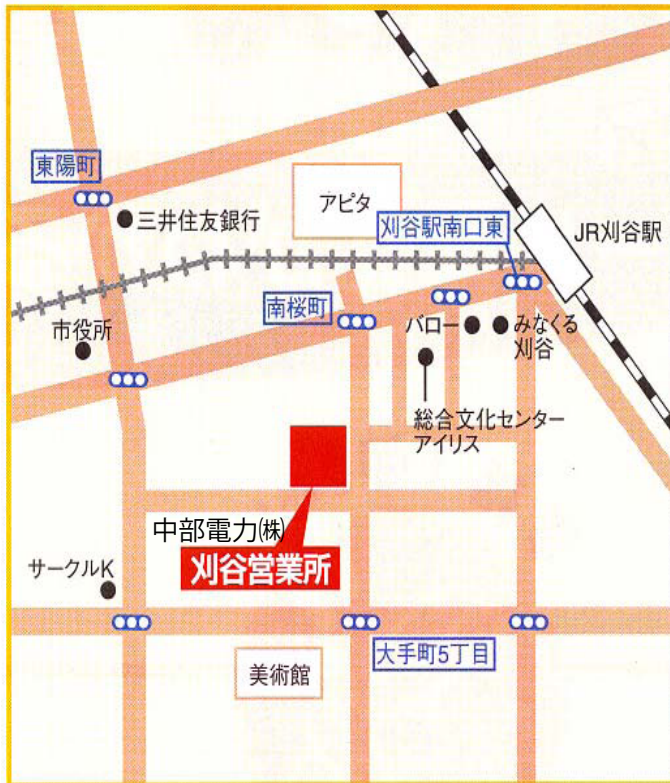 東陽町
三井住友銀行
アピタ
刈谷駅南口東
JR刈谷駅
南桜町
市役所
バロー
みなくる
刈谷
総合文化センター
アイリス
中部電力㈱
刈谷営業所
サークルK
大手町5丁目
美術館